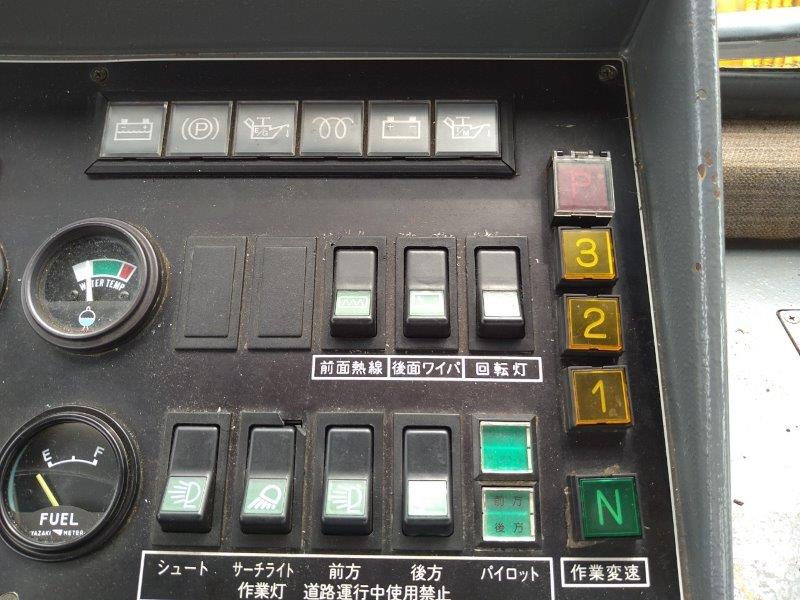 P
E/G
T/M
P
3
WATER TEMP
2
前面熱線 後面ワイパ 回転灯
1
E F
FUEL
YAZAKI METER
前方
後方
N
シュート サーチライト 前方 後方 パイロット 作業変速
作業灯 道路運行中使用禁止